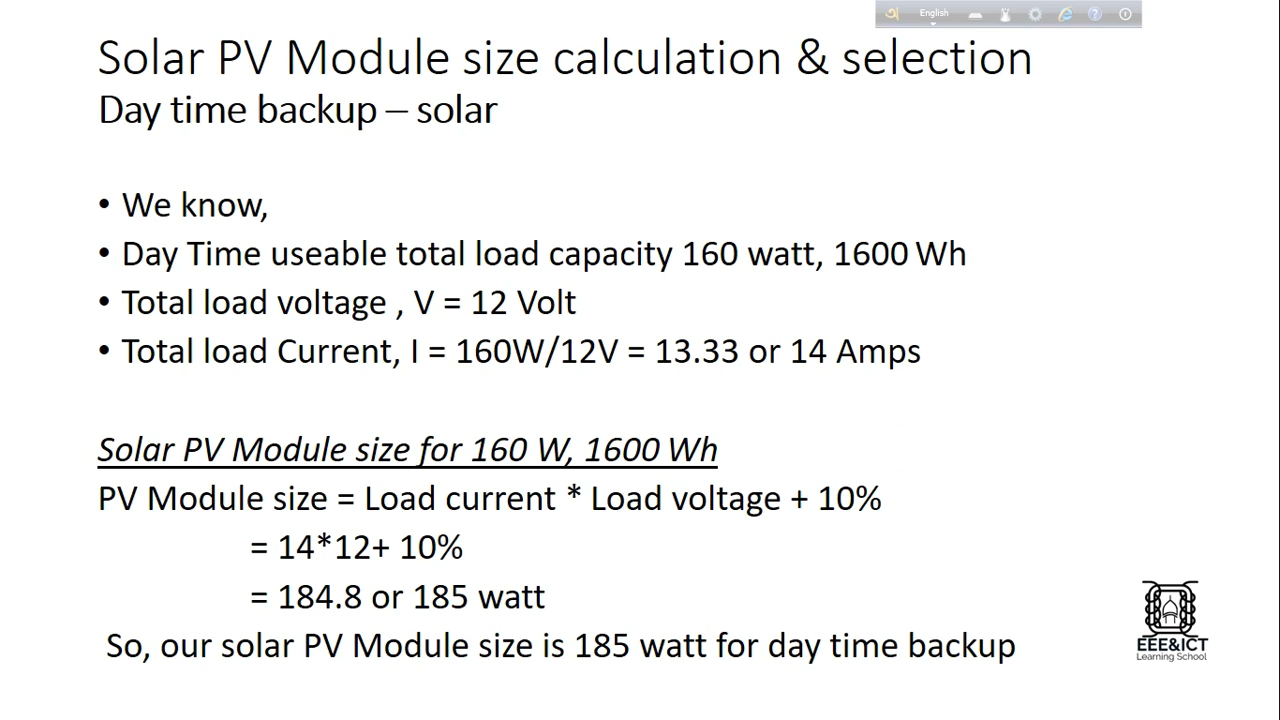 English
Solar PV Module size calculation & selection
Day time backup – solar
• We know,
• Day Time useable total load capacity 160 watt, 1600 Wh
• Total load voltage , V = 12 Volt
• Total load Current, I = 160W/12V = 13.33 or 14 Amps
Solar PV Module size for 160 W, 1600 Wh
PV Module size = Load current * Load voltage + 10%
= 14*12+ 10%
= 184.8 or 185 watt
So, our solar PV Module size is 185 watt for day time backup
EEE&ICT
Learning School